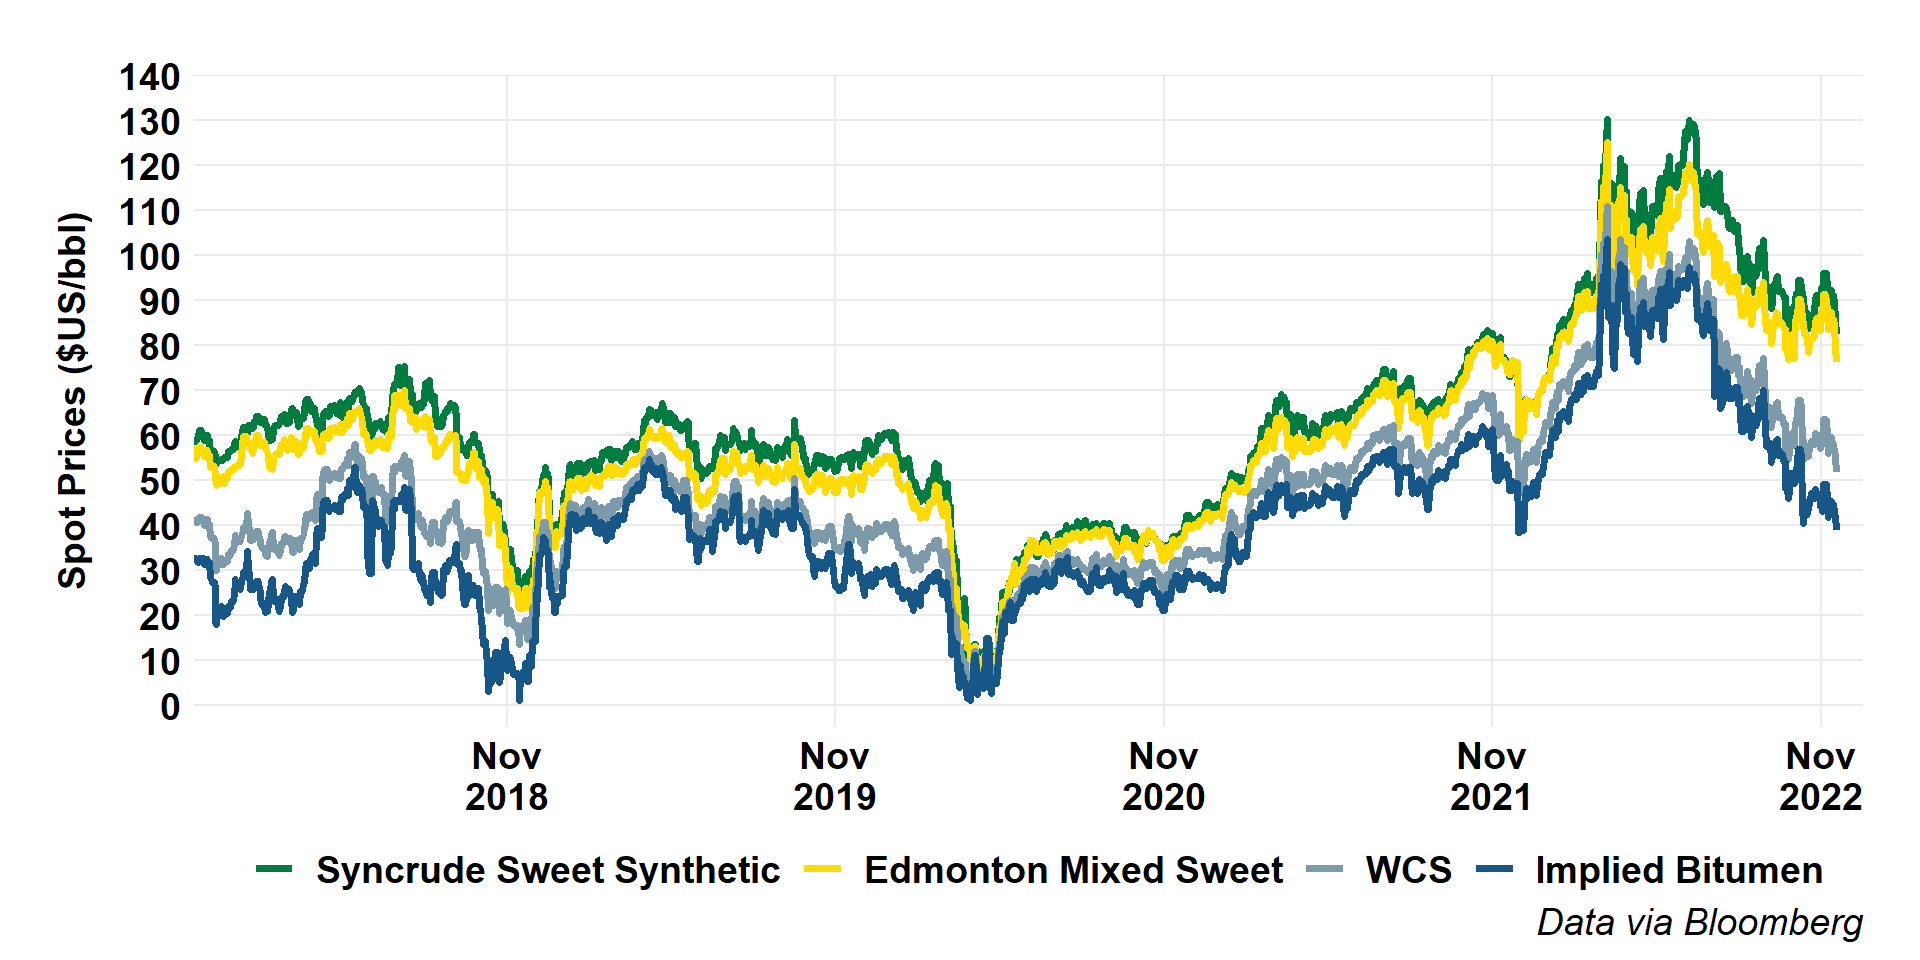 Spot Prices ($US/bbl)
140
130
120
110
100
90
80
70
60
50
40
30
20
10
0
Nov 2018
Nov 2019
Nov 2020
Nov 2021
Nov 2022
Syncrude Sweet Synthetic
Edmonton Mixed Sweet
WCS
Implied Bitumen
Data via Bloomberg